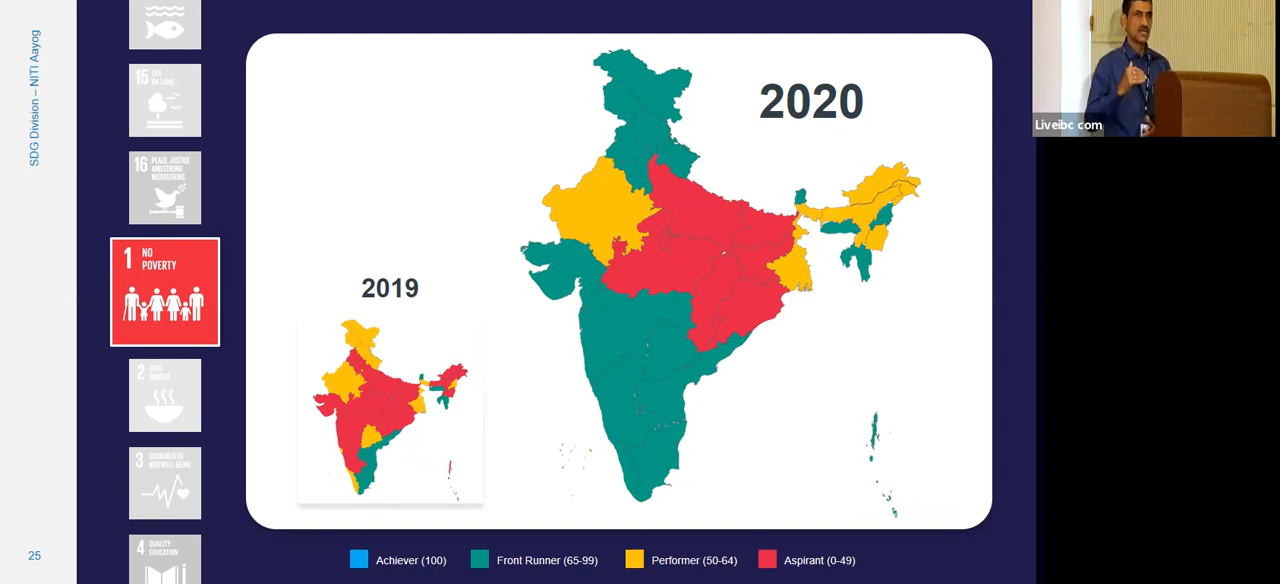 SDG Division – NITI Aayog
25
15 LIFE
ON LAND
16 PEACE, JUSTICE
AND STRONG
INSTITUTIONS
1 NO
POVERTY
2 ZERO
HUNGER
3 GOOD HEALTH
AND WELL-BEING
4 QUALITY
EDUCATION
2019
2020
Achiever (100)
Front Runner (65-99)
Performer (50-64)
Aspirant (0-49)
Liveibc com